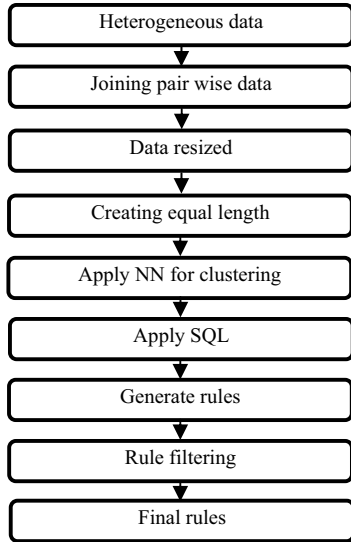 Heterogeneous data
Joining pair wise data
Data resized
Creating equal length
Apply NN for clustering
Apply SQL
Generate rules
Rule filtering
Final rules